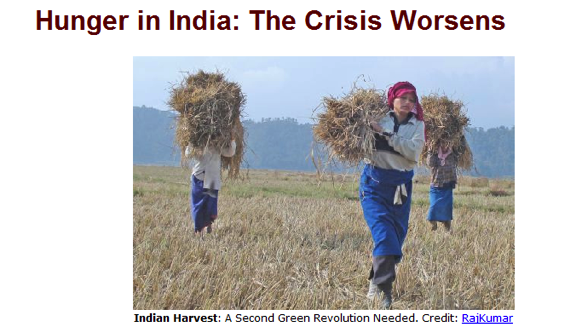 Hunger in India: The Crisis Worsens
Indian Harvest: A Second Green Revolution Needed. Credit: RajKumar